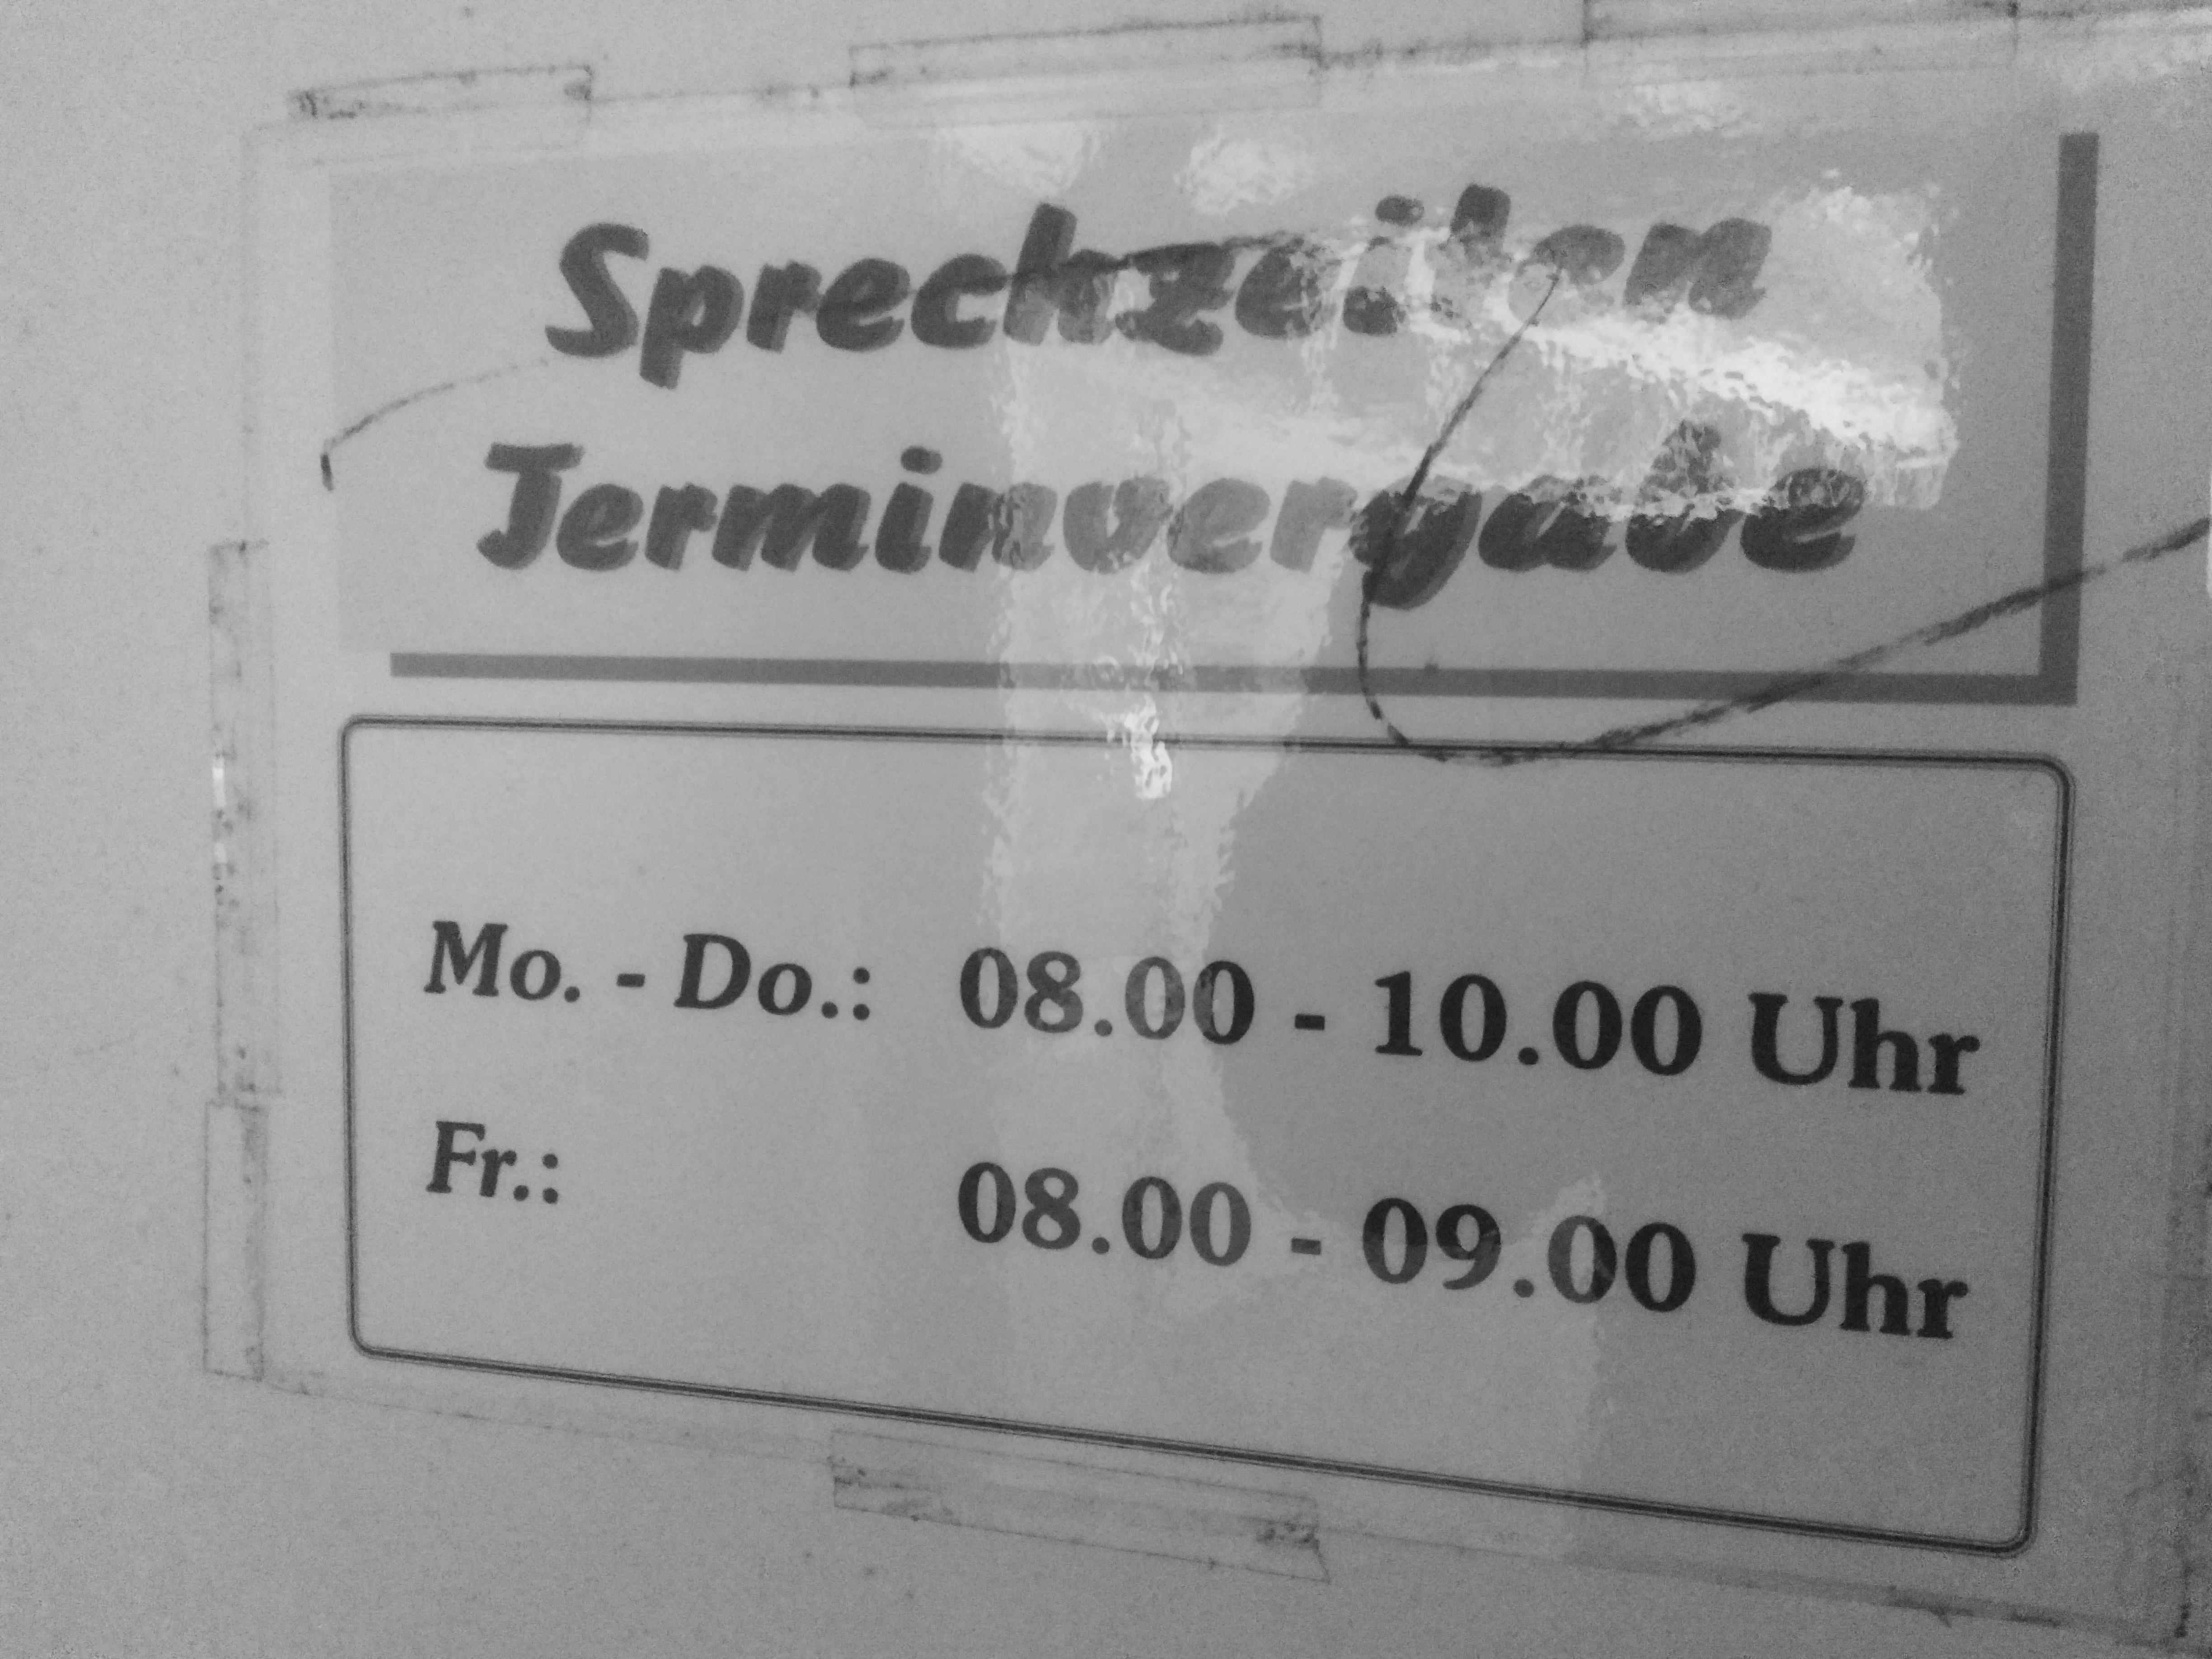 Sprechzeiten
Terminvergabe
Mo. - Do.: 08.00 - 10.00 Uhr
Fr.: 08.00 - 09.00 Uhr